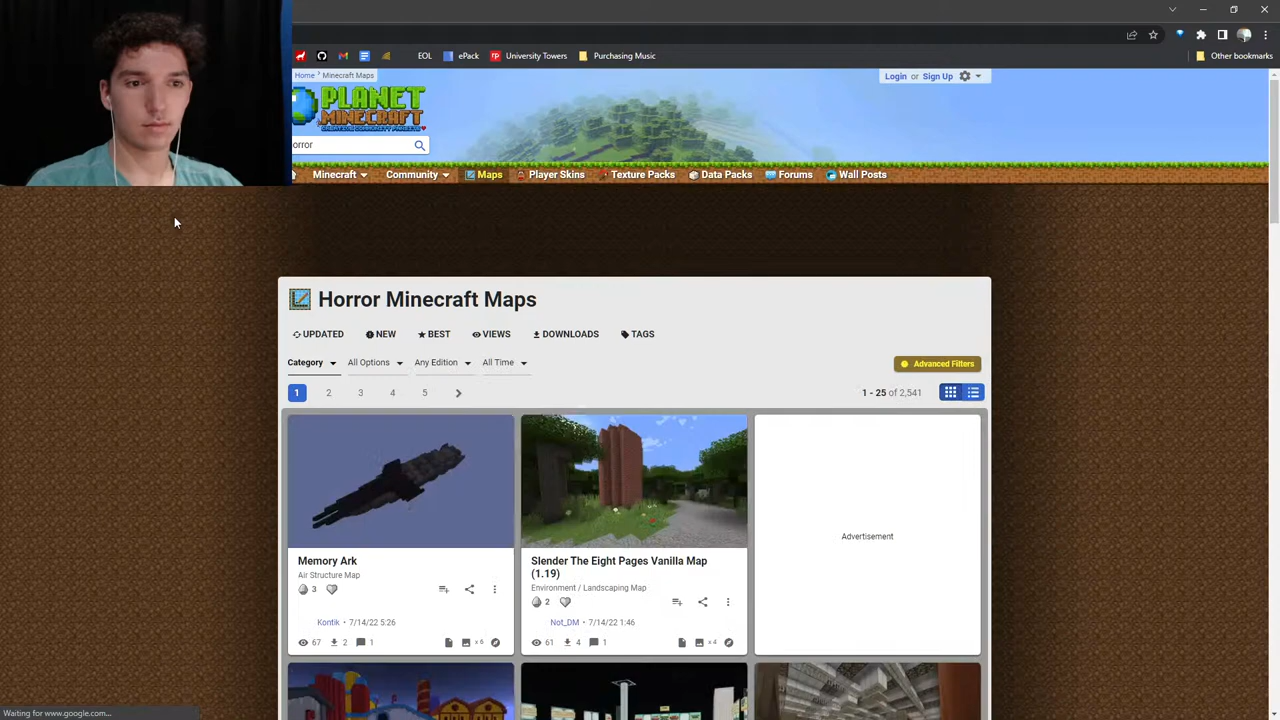 EOL
ePack
University Towers
Purchasing Music
Other bookmarks
Home > Minecraft Maps
Login or Sign Up
PLANET
MINECRAFT
orror
Minecraft
Community
Maps
Player Skins
Texture Packs
Data Packs
Forums
Wall Posts
Horror Minecraft Maps
UPDATED
NEW
BEST
VIEWS
DOWNLOADS
TAGS
Category
All Options
Any Edition
All Time
Advanced Filters
1 2 3 4 5
1 - 25 of 2,541
Memory Ark
Air Structure Map
3
Kontik • 7/14/22 5:26
67 2 1 x 6
Slender The Eight Pages Vanilla Map
(1.19)
Environment / Landscaping Map
2
Not_DM • 7/14/22 1:46
61 4 1 x 4
Advertisement
Waiting for www.google.com...